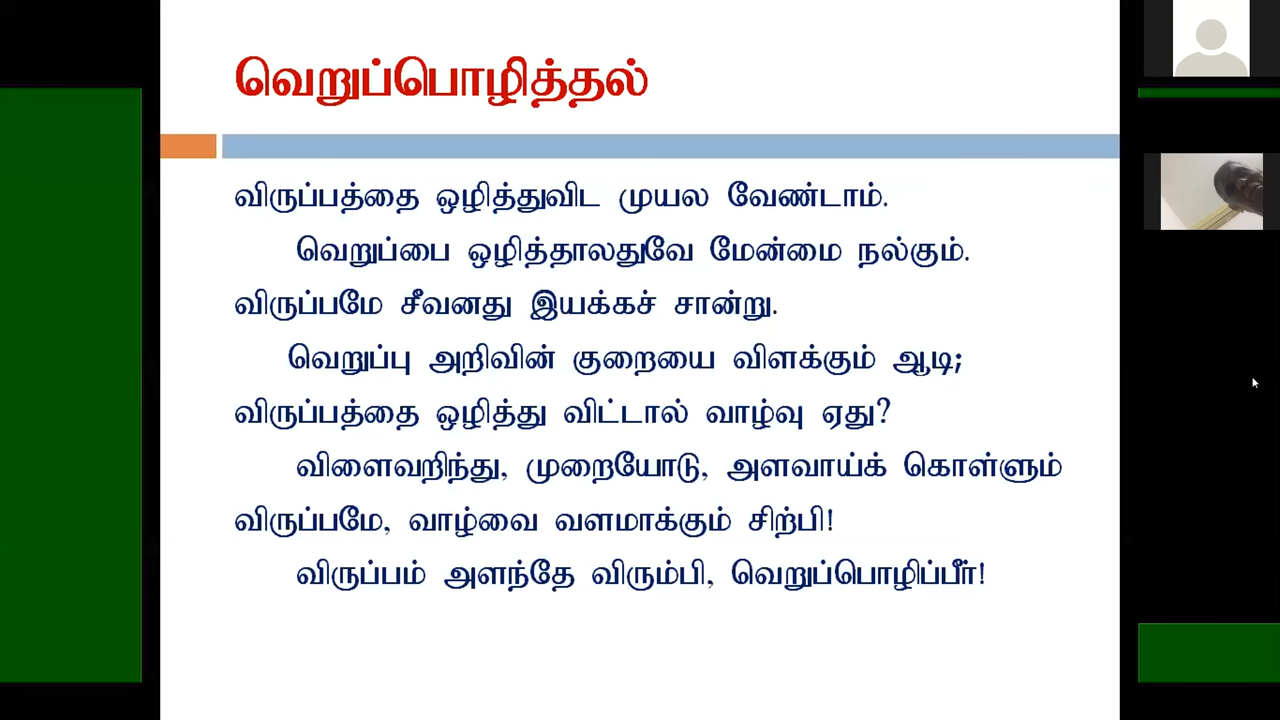 வெறுப்பொழித்தல்
விருப்பத்தை ஒழித்துவிட முயல வேண்டாம்.
வெறுப்பை ஒழித்தாலதுவே மேன்மை நல்கும்.
விருப்பமே சீவனது இயக்கச் சான்று.
வெறுப்பு அறிவின் குறையை விளக்கும் ஆடி;
விருப்பத்தை ஒழித்து விட்டால் வாழ்வு ஏது?
விளைவறிந்து, முறையோடு, அளவாய்க் கொள்ளும்
விருப்பமே, வாழ்வை வளமாக்கும் சிற்பி!
விருப்பம் அளந்தே விரும்பி, வெறுப்பொழிப்பீர்!